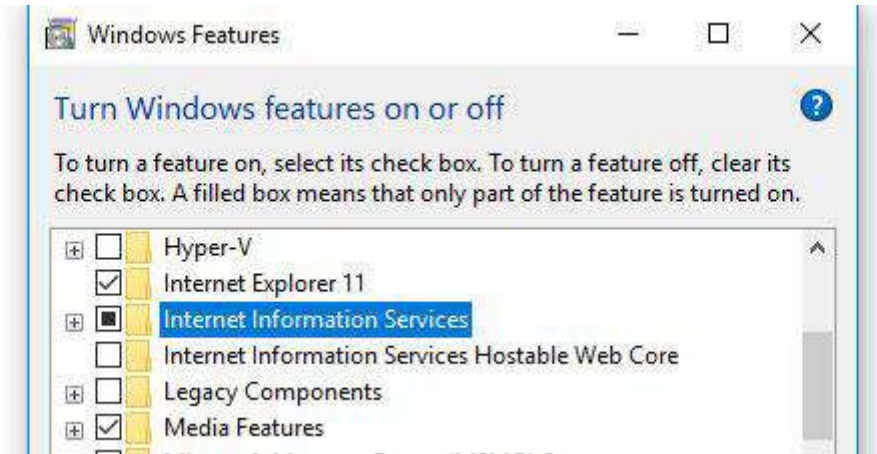 Windows Features
Turn Windows features on or off
To turn a feature on, select its check box. To turn a feature off, clear its
check box. A filled box means that only part of the feature is turned on.
Hyper-V
Internet Explorer 11
Internet Information Services
Internet Information Services Hostable Web Core
Legacy Components
Media Features